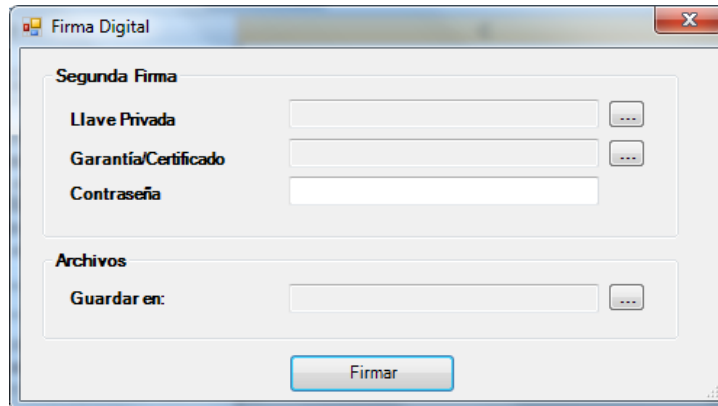 Firma Digital
Segunda Firma
Llave Privada
...
Garantía/Certificado
...
Contraseña
Archivos
Guardar en:
...
Firmar